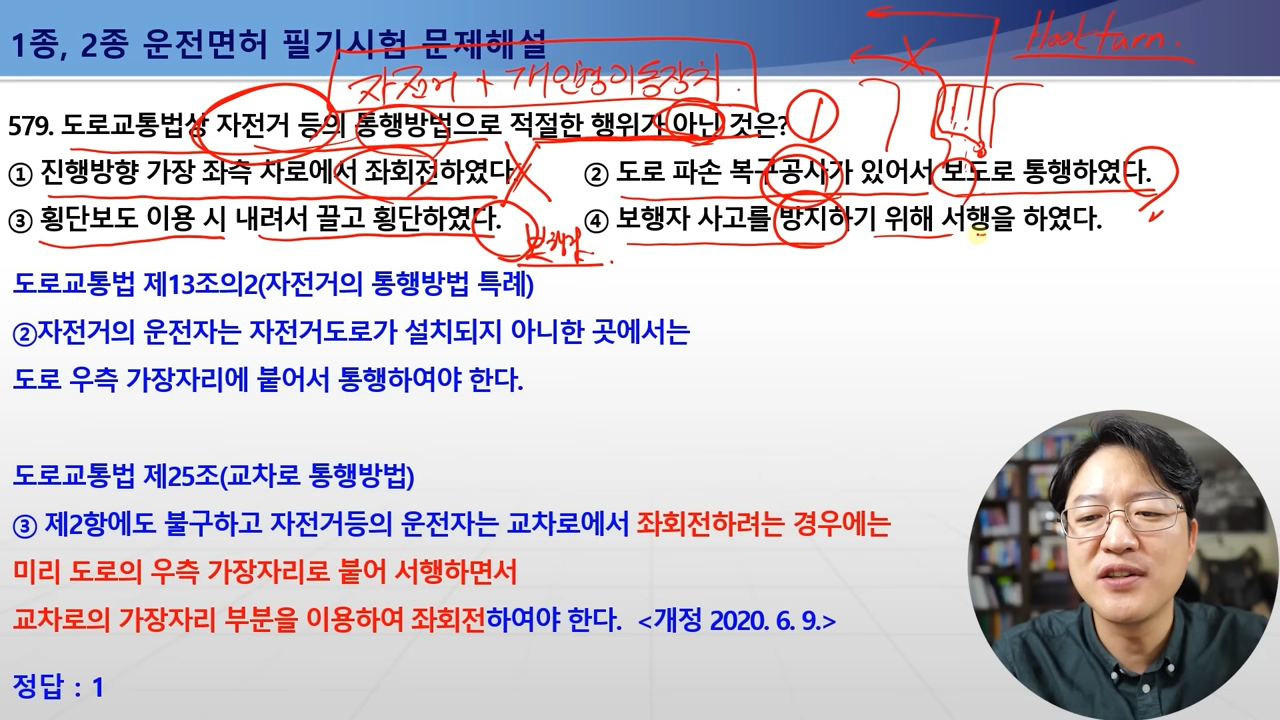 1종, 2종 운전면허 필기시험 문제해설
Hook turn.
자전거 + 개인형이동장치.
579. 도로교통법상 자전거 등의 통행방법으로 적절한 행위가 아닌 것은? ①
① 진행방향 가장 좌측 차로에서 좌회전하였다. ② 도로 파손 복구공사가 있어서 보도로 통행하였다.
③ 횡단보도 이용 시 내려서 끌고 횡단하였다. ④ 보행자 사고를 방지하기 위해 서행을 하였다.
보행자.
도로교통법 제13조의2(자전거의 통행방법 특례)
②자전거의 운전자는 자전거도로가 설치되지 아니한 곳에서는
도로 우측 가장자리에 붙어서 통행하여야 한다.
도로교통법 제25조(교차로 통행방법)
③ 제2항에도 불구하고 자전거등의 운전자는 교차로에서 좌회전하려는 경우에는
미리 도로의 우측 가장자리로 붙어 서행하면서
교차로의 가장자리 부분을 이용하여 좌회전하여야 한다. <개정 2020. 6. 9.>
정답 : 1